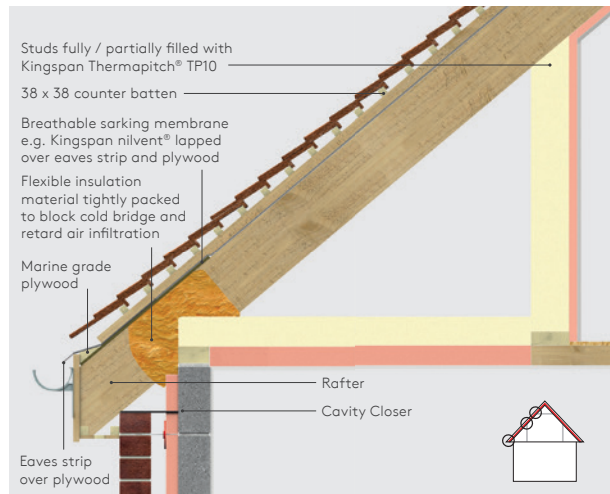 Studs fully / partially filled with
Kingspan Thermapitch® TP10
38 x 38 counter batten
Breathable sarking membrane
e.g. Kingspan nilvent® lapped
over eaves strip and plywood
Flexible insulation
material tightly packed
to block cold bridge and
retard air infiltration
Marine grade
plywood
Rafter
Cavity Closer
Eaves strip
over plywood